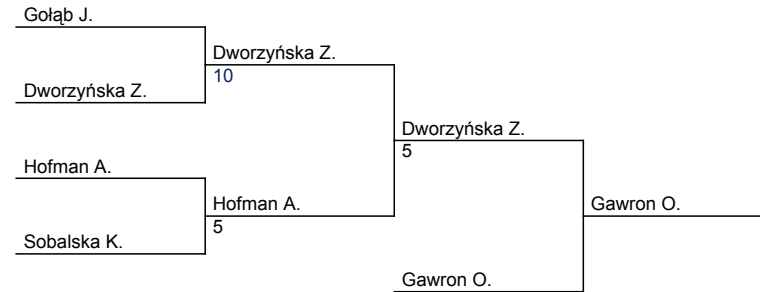 Gołąb J.
Dworzyńska Z.
10
Dworzyńska Z.
Dworzyńska Z.
5
Hofman A.
Hofman A.
5
Gawron O.
Sobalska K.
Gawron O.